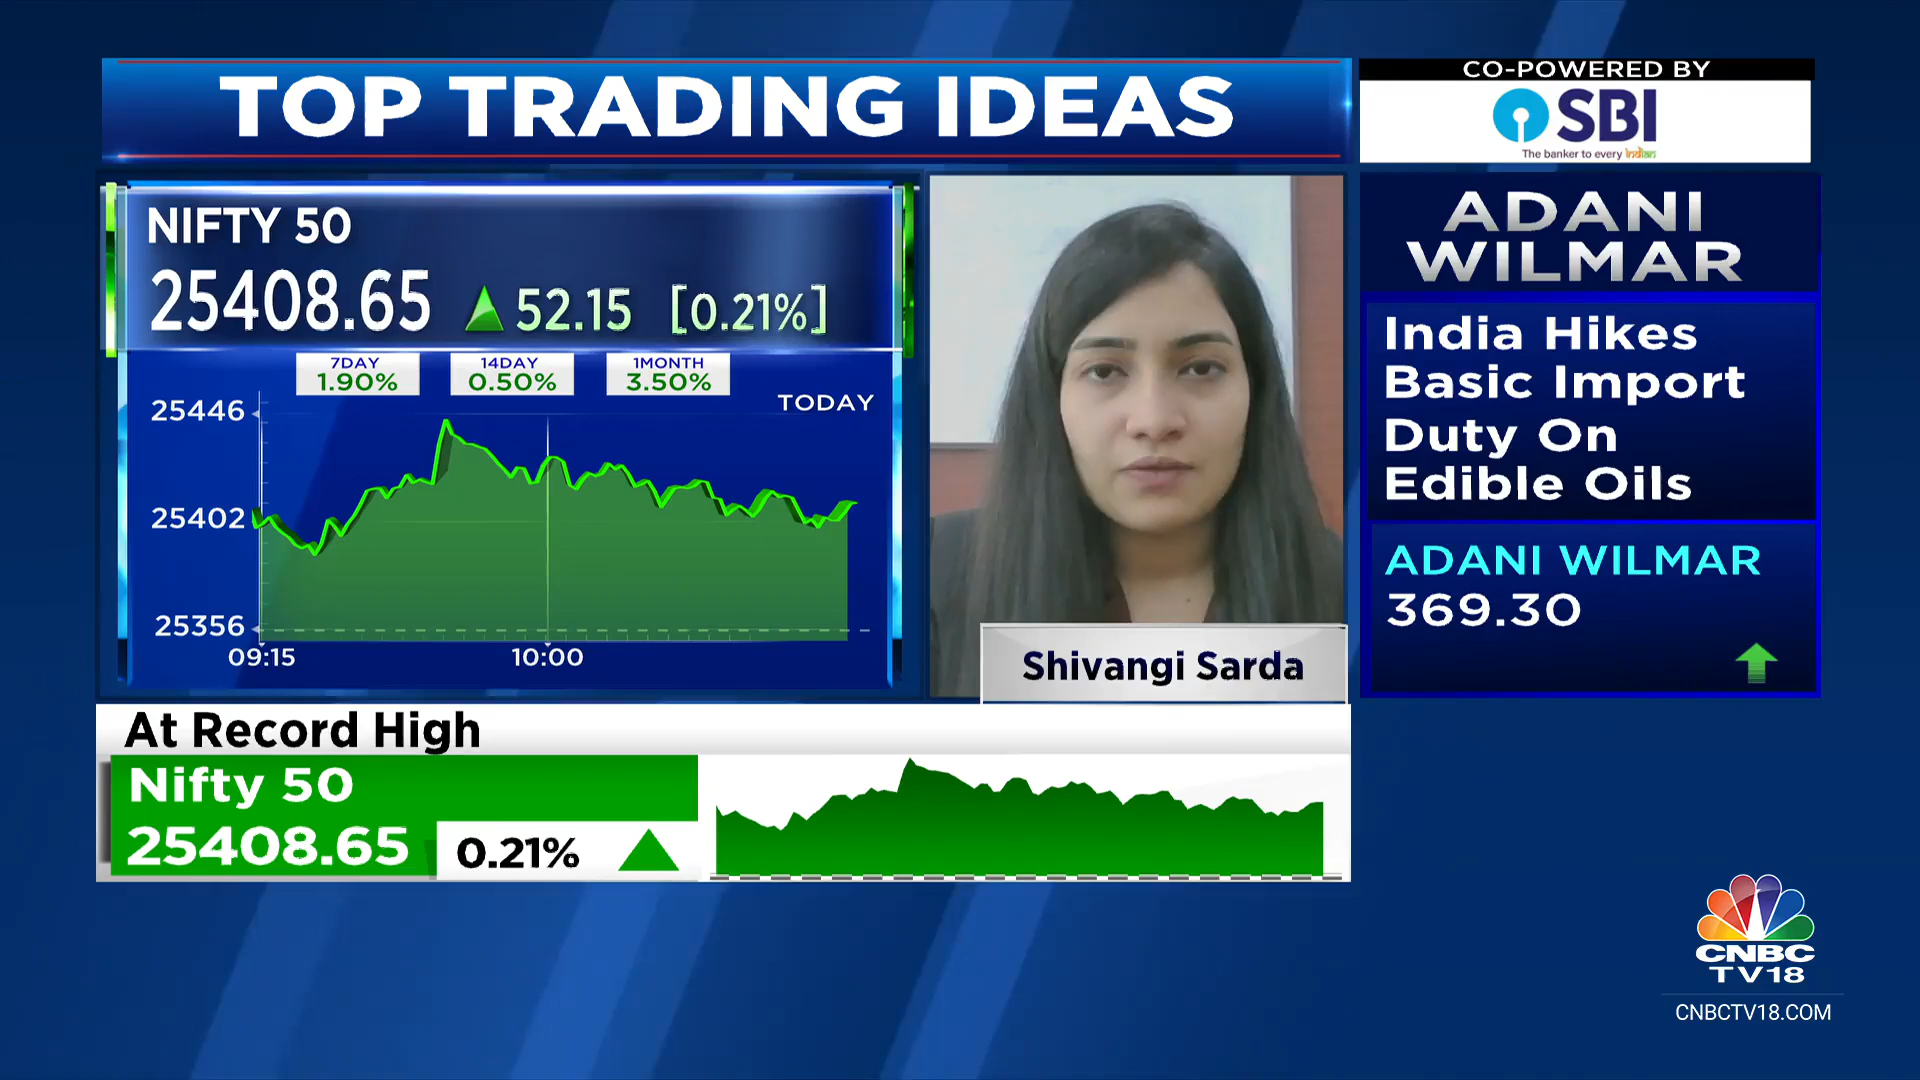 TOP TRADING IDEAS
CO-POWERED BY
SBI
The banker to every indian
NIFTY 50
25408.65 52.15 [0.21%]
7DAY
1.90%
14DAY
0.50%
1MONTH
3.50%
TODAY
25446
25402
25356
09:15 10:00
Shivangi Sarda
ADANI
WILMAR
India Hikes
Basic Import
Duty On
Edible Oils
ADANI WILMAR
369.30
At Record High
Nifty 50
25408.65 0.21%
CNBC
TV18
CNBCTV18.COM